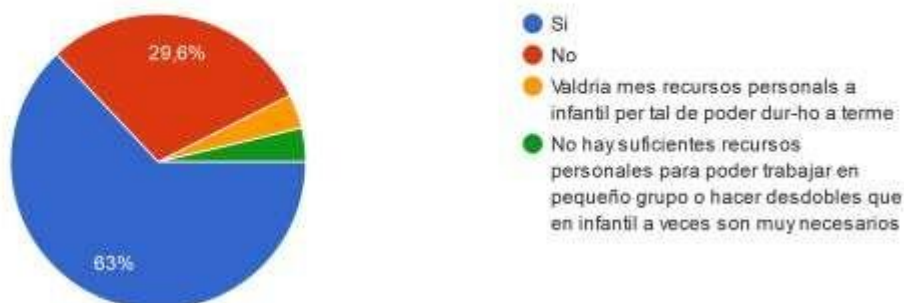 29,6%
63%
Si
No
Valdria mes recursos personals a
infantil per tal de poder dur-ho a terme
No hay suficientes recursos
personales para poder trabajar en
pequeño grupo o hacer desdobles que
en infantil a veces son muy necesarios